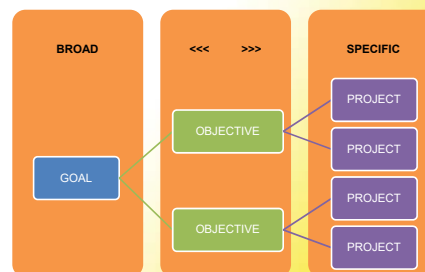 BROAD
<<< >>>
SPECIFIC
PROJECT
OBJECTIVE
PROJECT
GOAL
PROJECT
OBJECTIVE
PROJECT